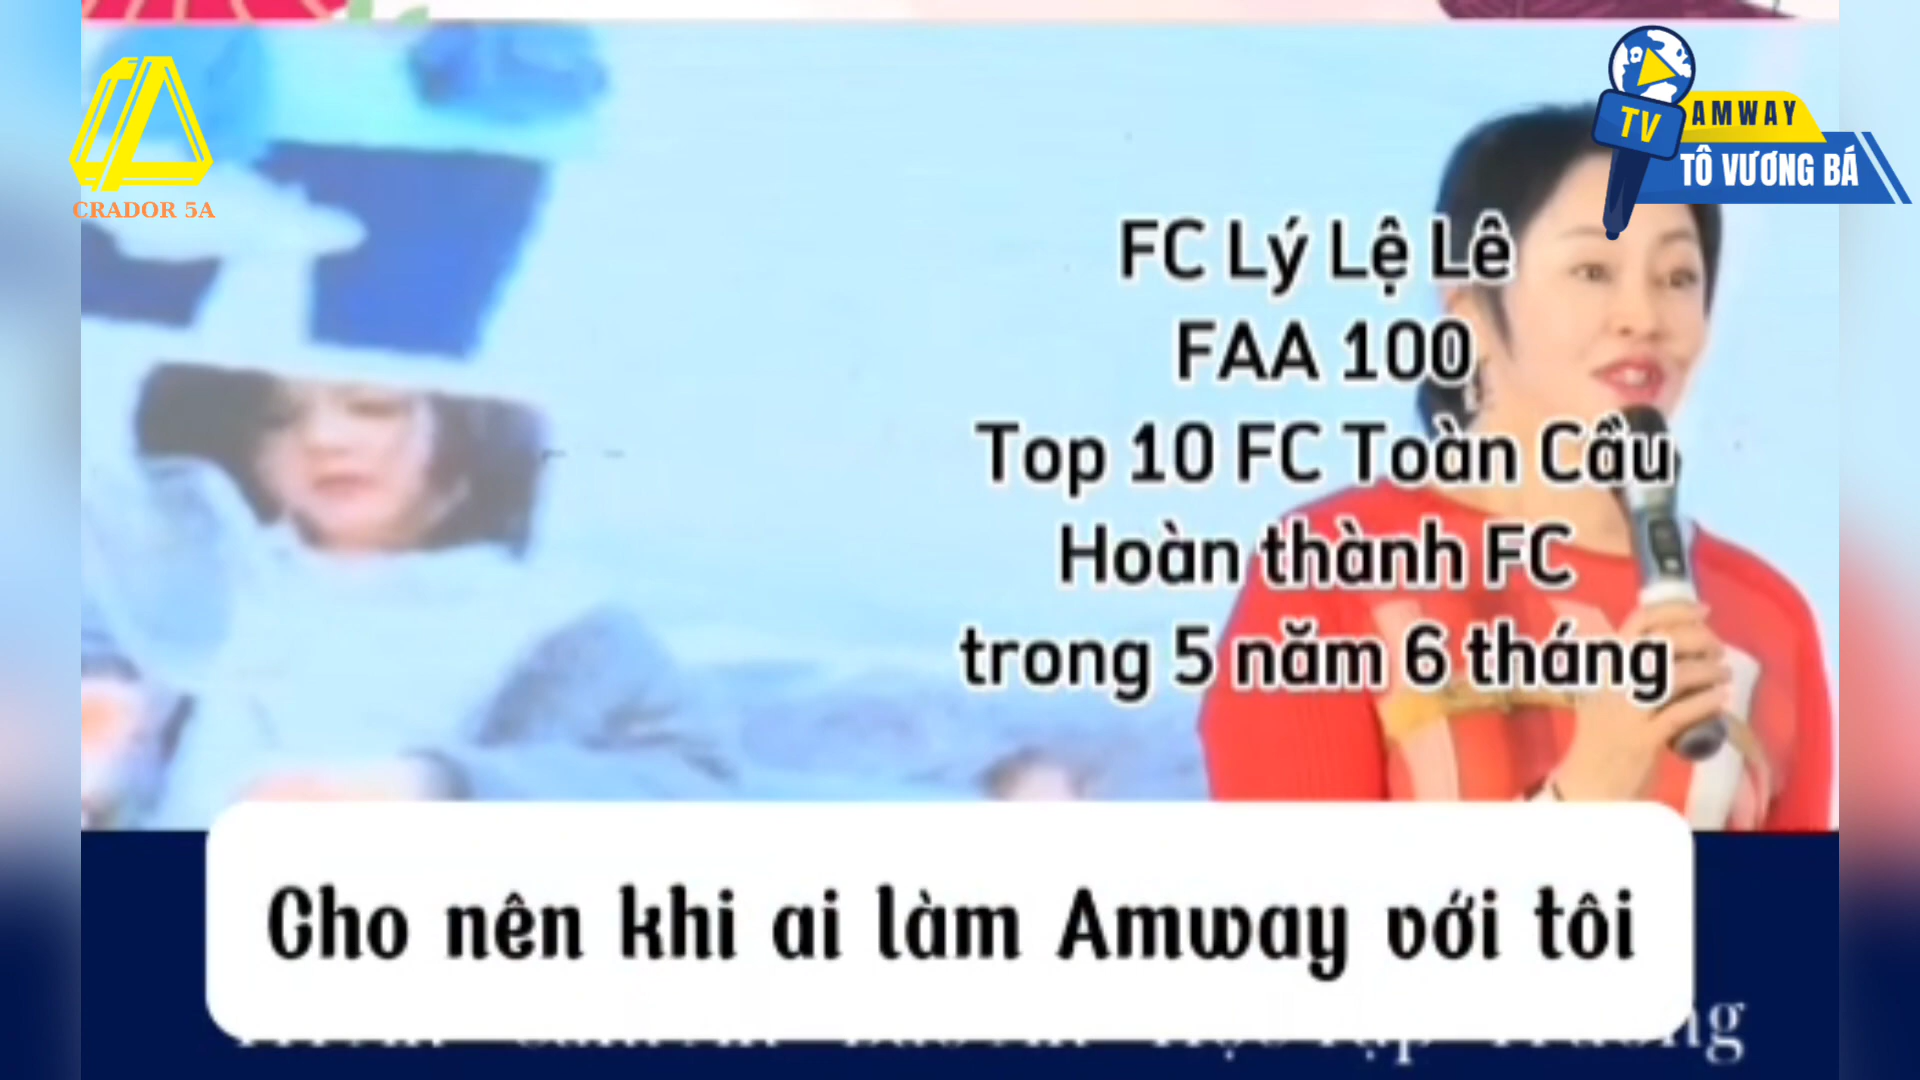 CRADOR 5A
TV
AMWAY
TÔ VƯƠNG BÁ
FC Lý Lệ Lê
FAA 100
Top 10 FC Toàn Cầu
Hoàn thành FC
trong 5 năm 6 tháng
Cho nên khi ai làm Amway với tôi